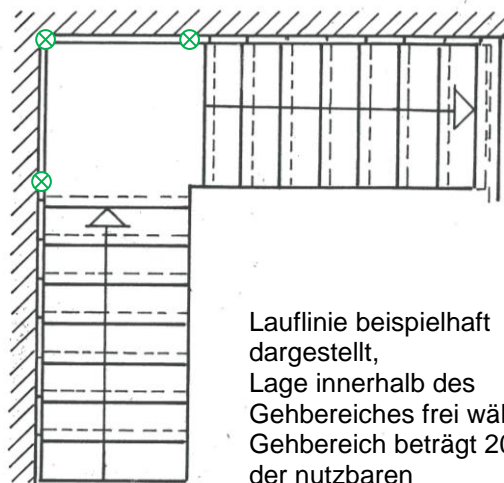 Lauflinie beispielhaft
dargestellt,
Lage innerhalb des
Gehbereiches frei wäh
Gehbereich beträgt 20
der nutzbaren